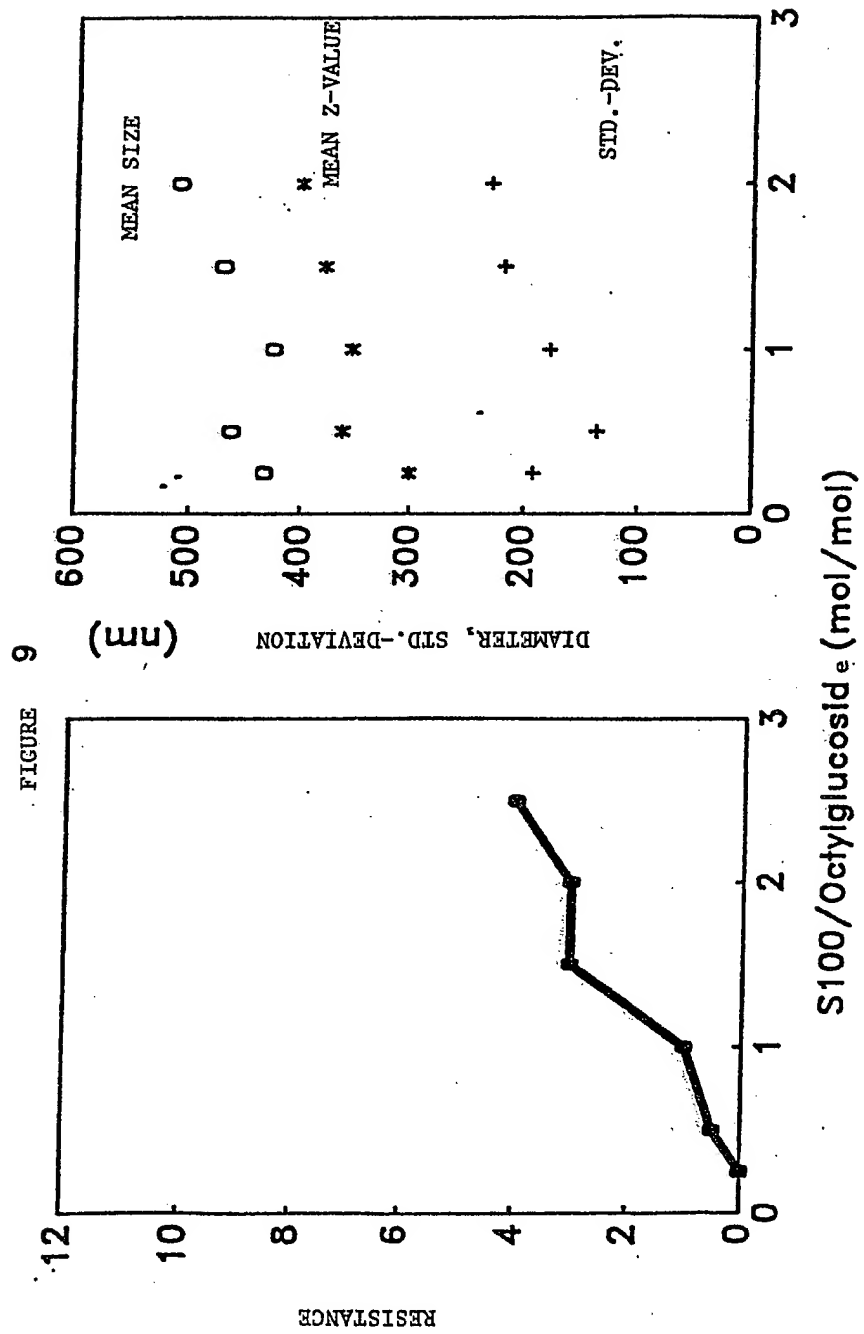 FIGURE 9
RESISTANCE
12
10
8
6
4
2
0
0 1 2 3
(nm)
DIAMETER, STD.-DEVIATION
600
500
400
300
200
100
0
MEAN SIZE
MEAN Z-VALUE
STD.-DEV.
0 1 2 3
S100/Octylglucoside (mol/mol)